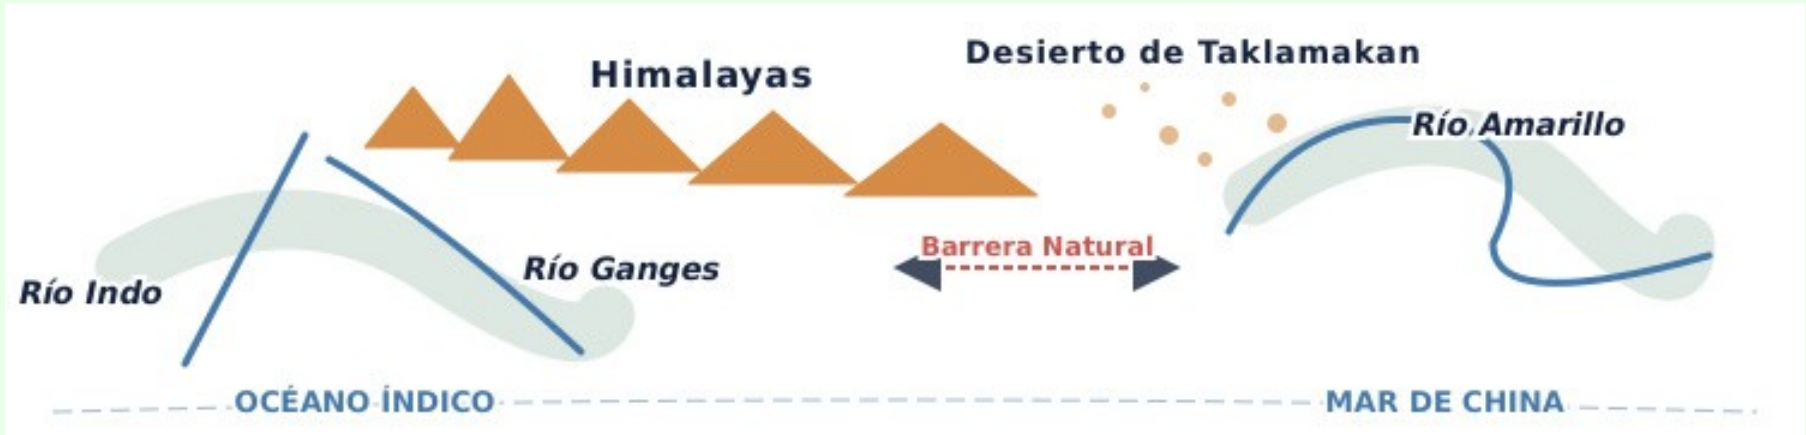 Desierto de Taklamakan
Himalayas
Río Amarillo
Barrera Natural
Río Ganges
Río Indo
OCÉANO ÍNDICO
MAR DE CHINA